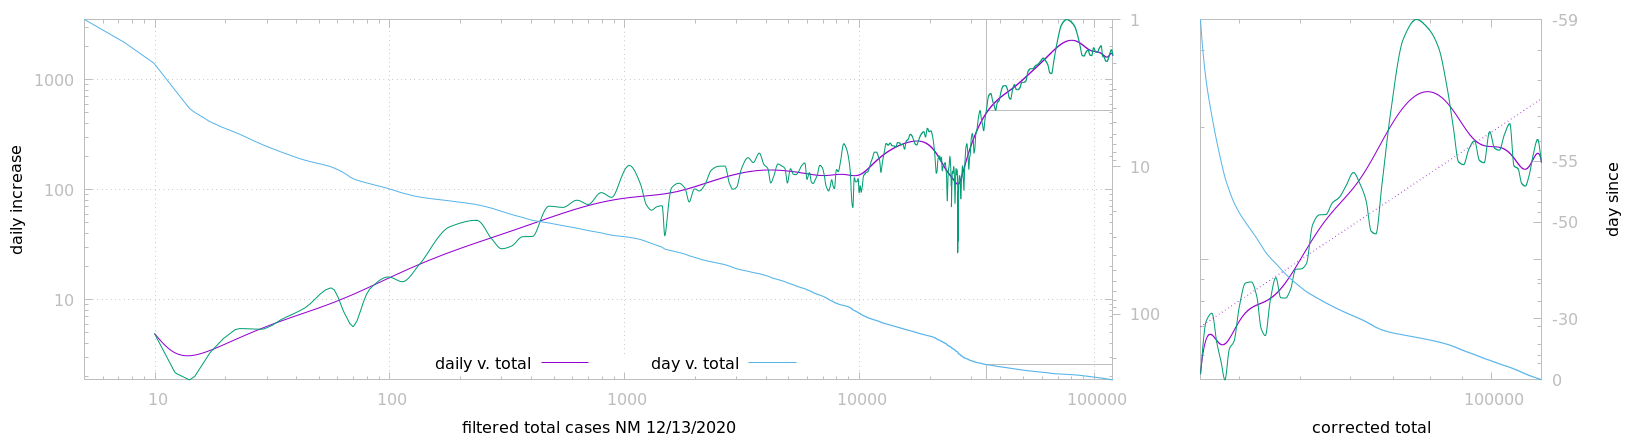 daily increase
1000
100
10
10
100
1000
10000
100000
1
10
100
daily v. total
day v. total
filtered total cases NM 12/13/2020
-59
-55
-50
-30
0
day since
100000
corrected total